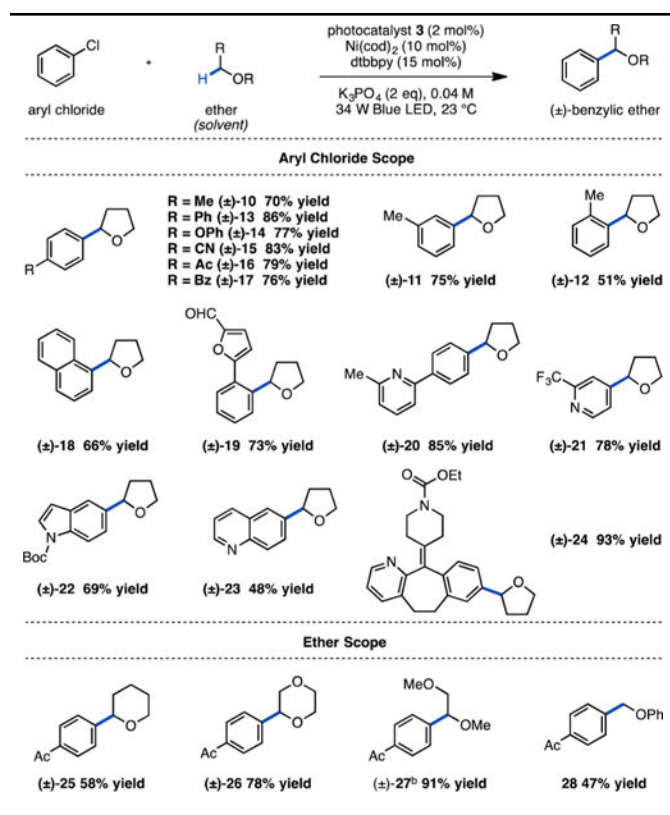 photocatalyst 3 (2 mol%)
Ni(cod)2 (10 mol%)
dtbbpy (15 mol%)
K3PO4 (2 eq), 0.04 M
34 W Blue LED, 23 °C
Cl
+
R
H
OR
R
OR
aryl chloride
ether
(solvent)
(±)-benzylic ether
Aryl Chloride Scope
R
O
R = Me (±)-10 70% yield
R = Ph (±)-13 86% yield
R = OPh (±)-14 77% yield
R = CN (±)-15 83% yield
R = Ac (±)-16 79% yield
R = Bz (±)-17 76% yield
Me
O
(±)-11 75% yield
Me
O
(±)-12 51% yield
O
(±)-18 66% yield
OHC
O
O
(±)-19 73% yield
Me
N
O
(±)-20 85% yield
F3C
N
O
(±)-21 78% yield
N
Boc
O
(±)-22 69% yield
N
O
(±)-23 48% yield
O
OEt
N
N
O
(±)-24 93% yield
Ether Scope
Ac
O
(±)-25 58% yield
Ac
O
O
(±)-26 78% yield
MeO
OMe
Ac
(±)-27b 91% yield
Ac
OPh
28 47% yield